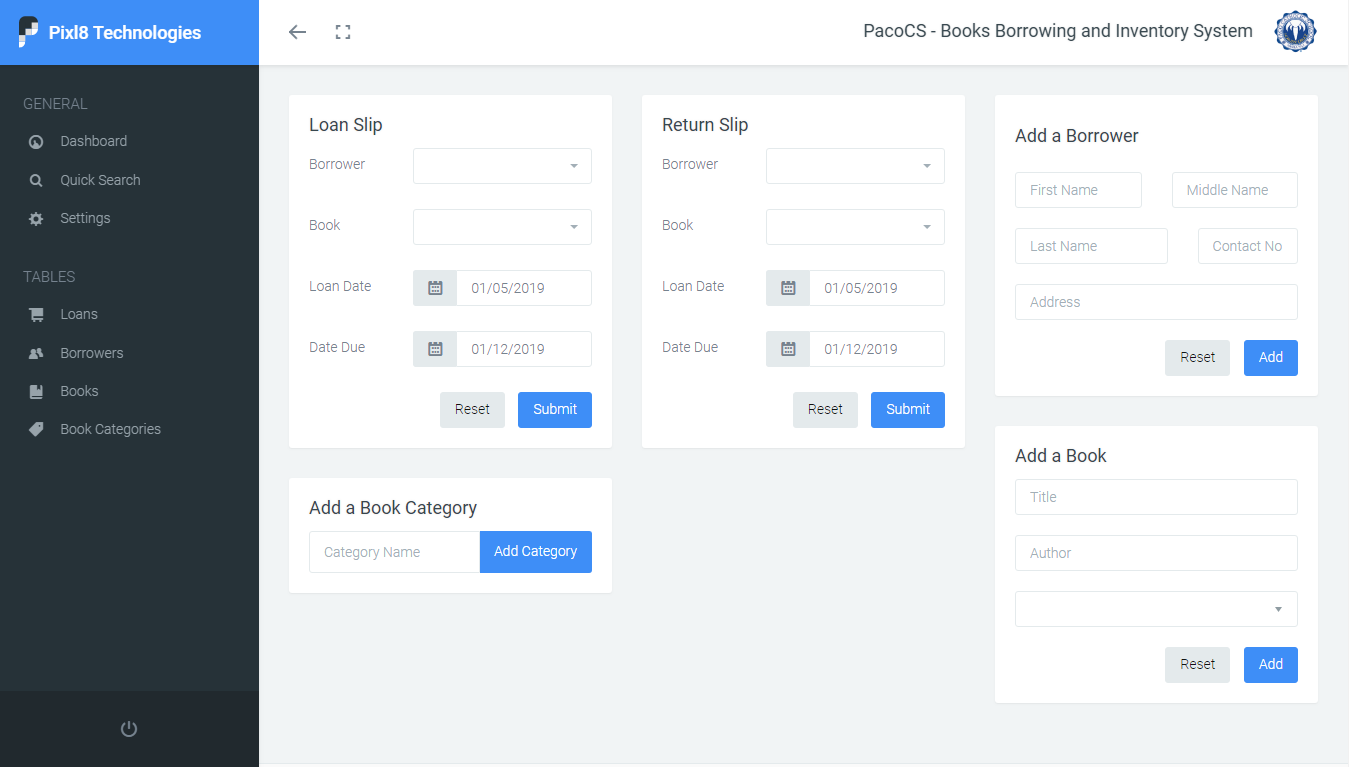 Pixl8 Technologies
PacoCS - Books Borrowing and Inventory System
GENERAL
Dashboard
Quick Search
Settings
TABLES
Loans
Borrowers
Books
Book Categories
Loan Slip
Borrower
Book
Loan Date
01/05/2019
Date Due
01/12/2019
Reset
Submit
Return Slip
Borrower
Book
Loan Date
01/05/2019
Date Due
01/12/2019
Reset
Submit
Add a Borrower
First Name
Middle Name
Last Name
Contact No
Address
Reset
Add
Add a Book Category
Category Name
Add Category
Add a Book
Title
Author
Reset
Add